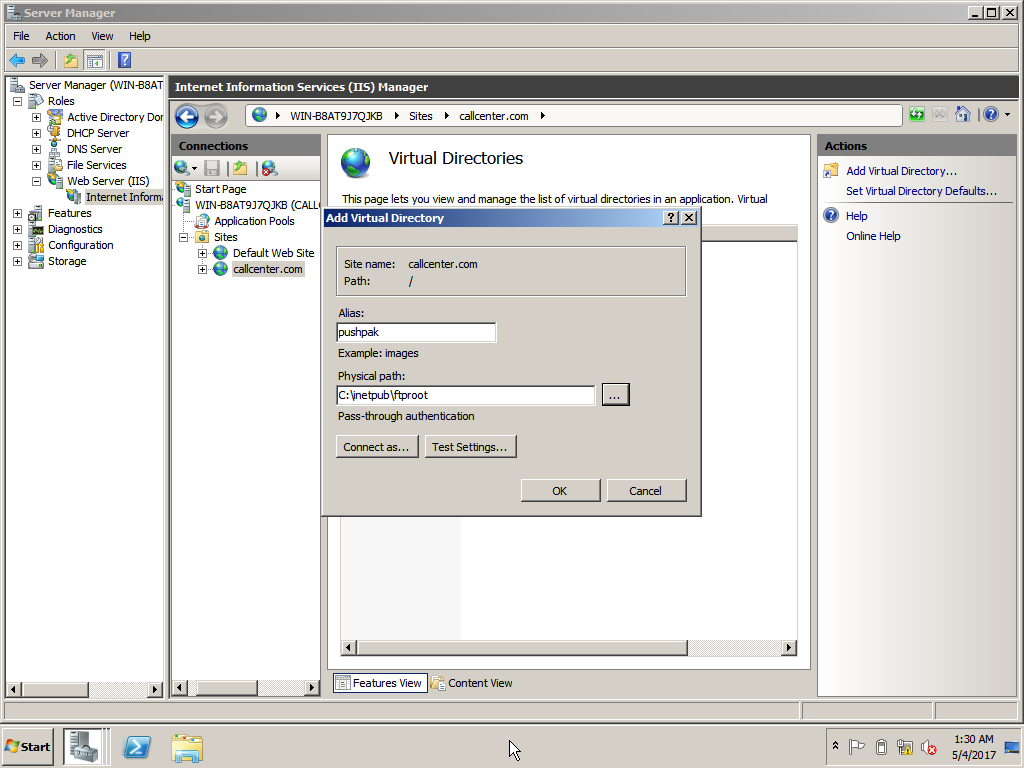 Server Manager
File Action View Help
Server Manager (WIN-B8AT
Roles
Active Directory Dor
DHCP Server
DNS Server
File Services
Web Server (IIS)
Internet Informa
Features
Diagnostics
Configuration
Storage
Internet Information Services (IIS) Manager
WIN-B8AT9J7QJKB Sites callcenter.com
Connections
Start Page
WIN-B8AT9J7QJKB (CALL
Application Pools
Sites
Default Web Site
callcenter.com
Virtual Directories
This page lets you view and manage the list of virtual directories in an application. Virtual
Add Virtual Directory
Site name: callcenter.com
Path: /
Alias:
pushpak
Example: images
Physical path:
C:\inetpub\ftproot
...
Pass-through authentication
Connect as... Test Settings...
OK Cancel
Features View Content View
Actions
Add Virtual Directory...
Set Virtual Directory Defaults...
Help
Online Help
Start
1:30 AM
5/4/2017